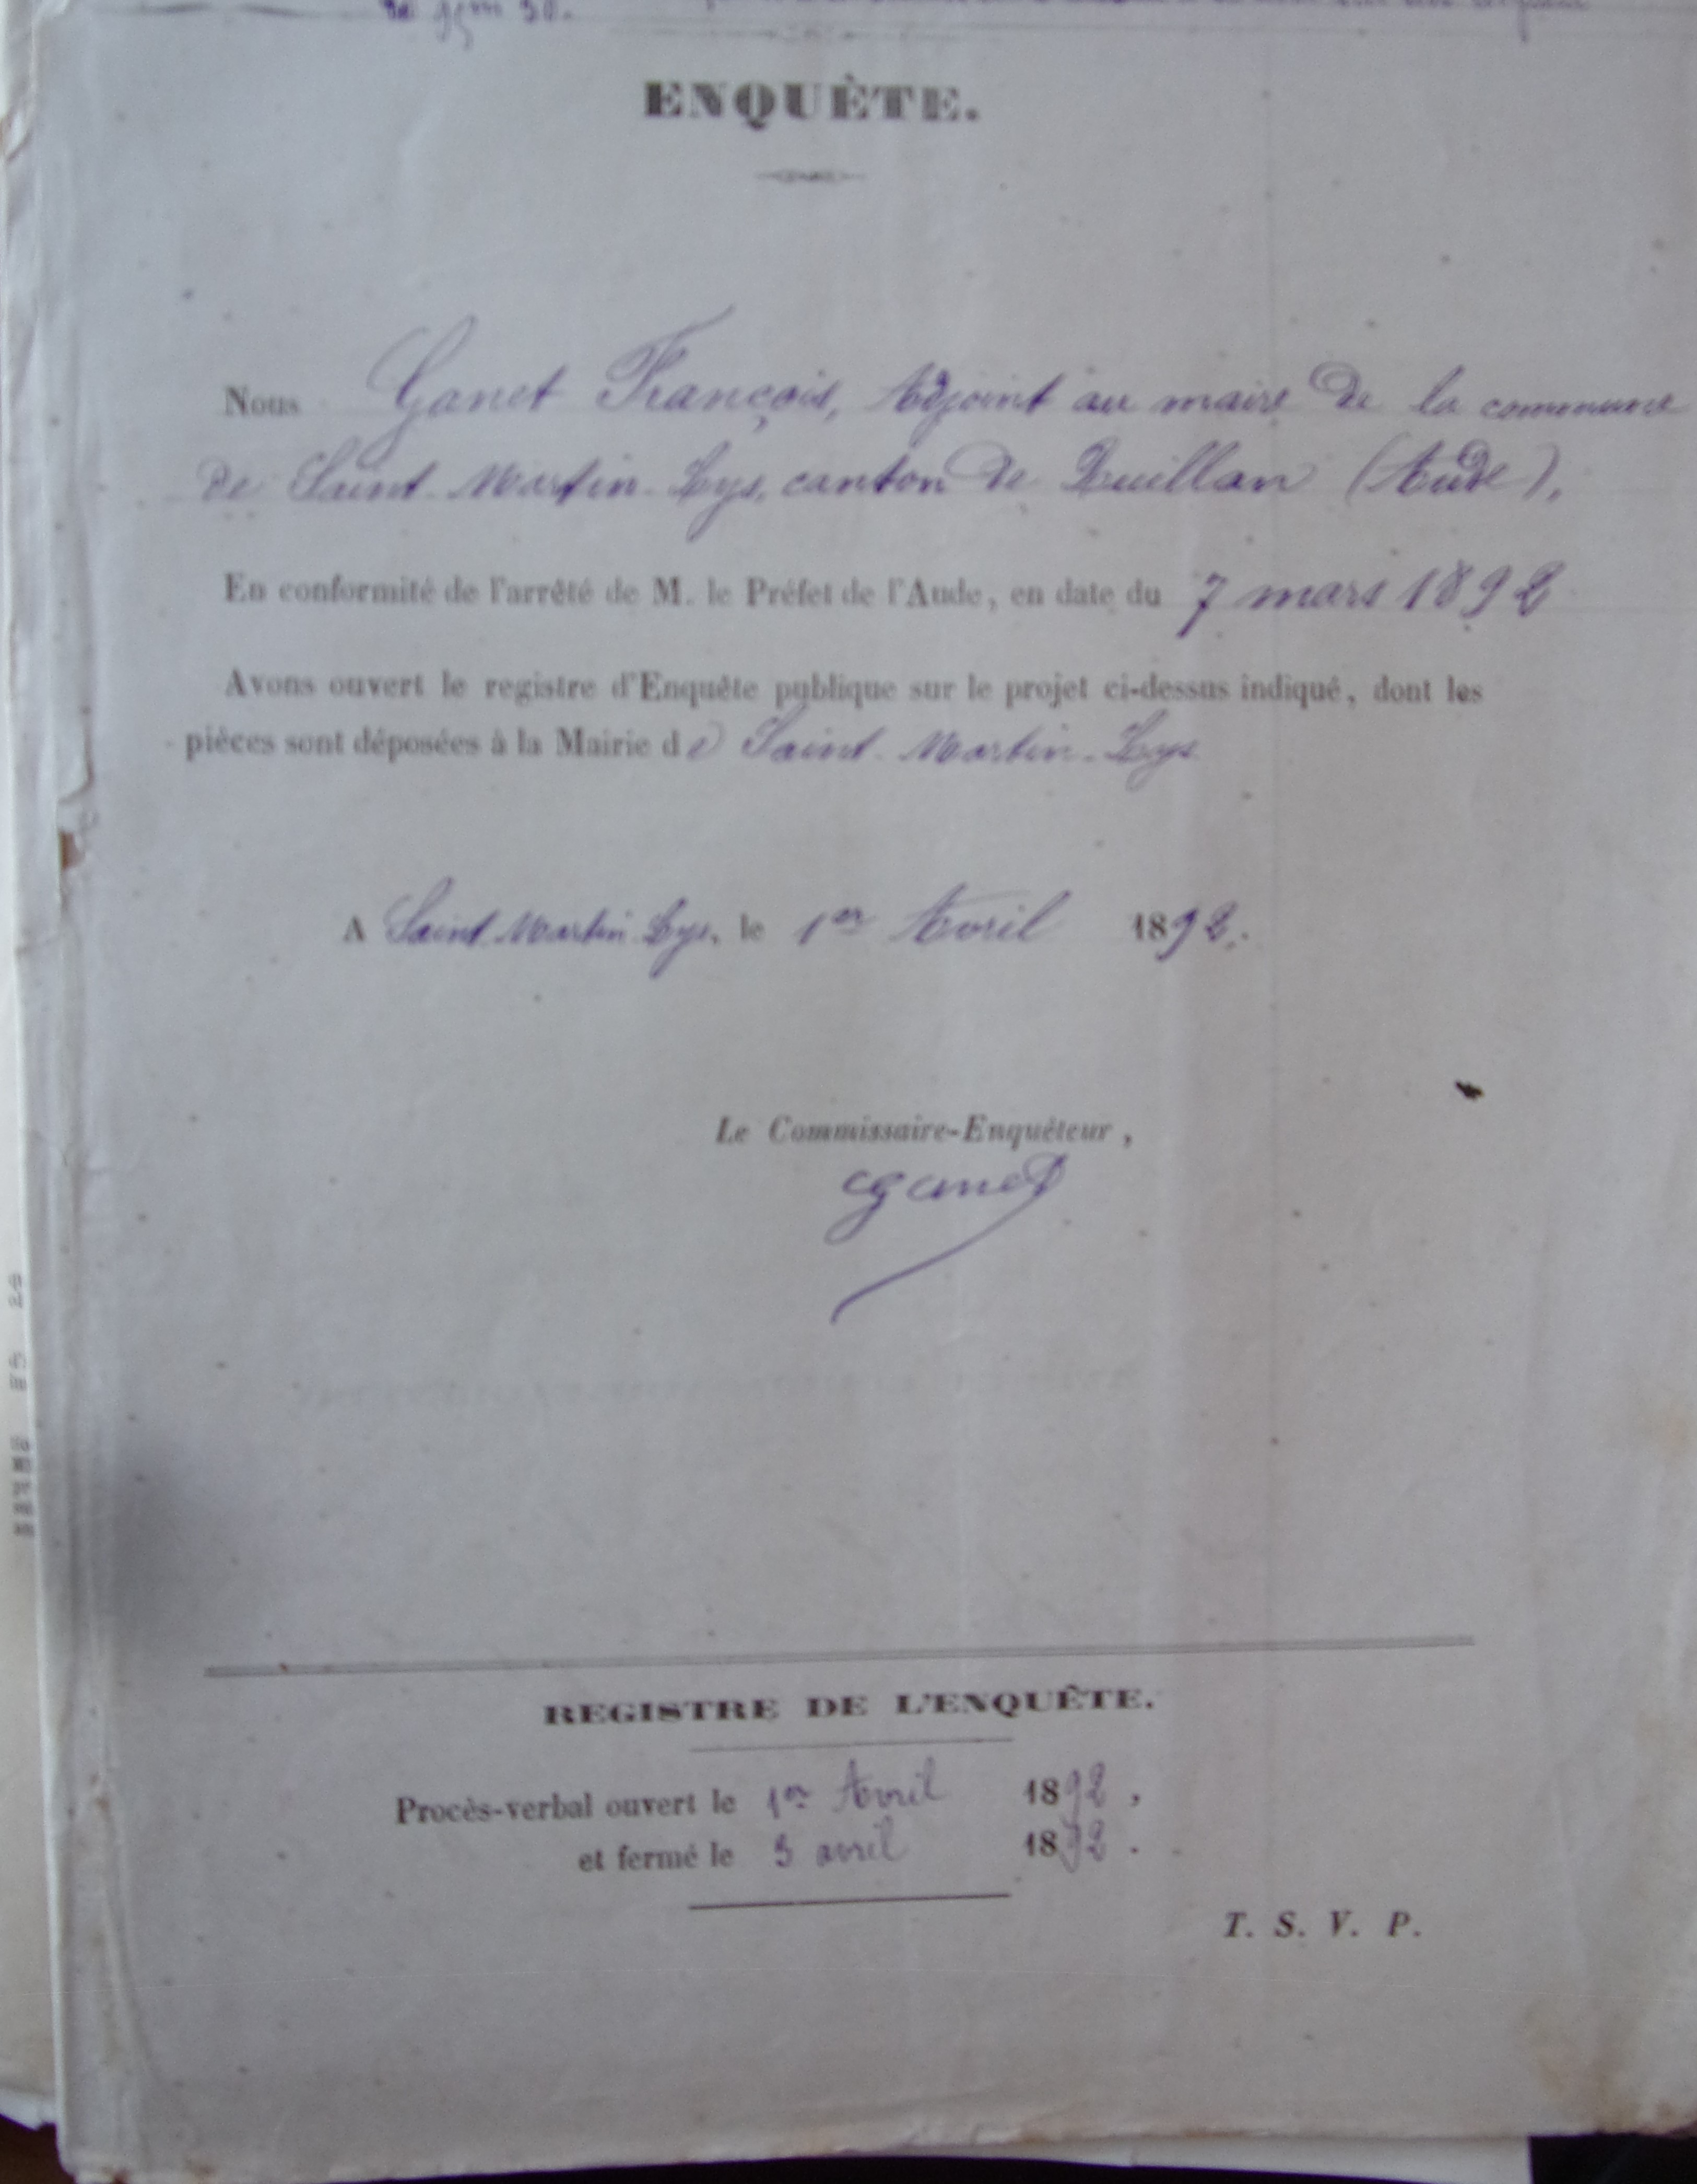 ENQUÊTE.
Nous Ganet François, Adjoint au maire de la commune
de Saint-Martin-Lys, canton de Quillan (Aude),
En conformité de l'arrêté de M. le Préfet de l'Aude, en date du 7 mars 1892
Avons ouvert le registre d'Enquête publique sur le projet ci-dessus indiqué, dont les
pièces sont déposées à la Mairie de Saint-Martin-Lys
A Saint-Martin-Lys, le 1er Avril 1892.
Le Commissaire-Enquêteur,
ganet
REGISTRE DE L'ENQUÊTE.
Procès-verbal ouvert le 1er Avril 1892,
et fermé le 3 avril 1892.
T. S. V. P.